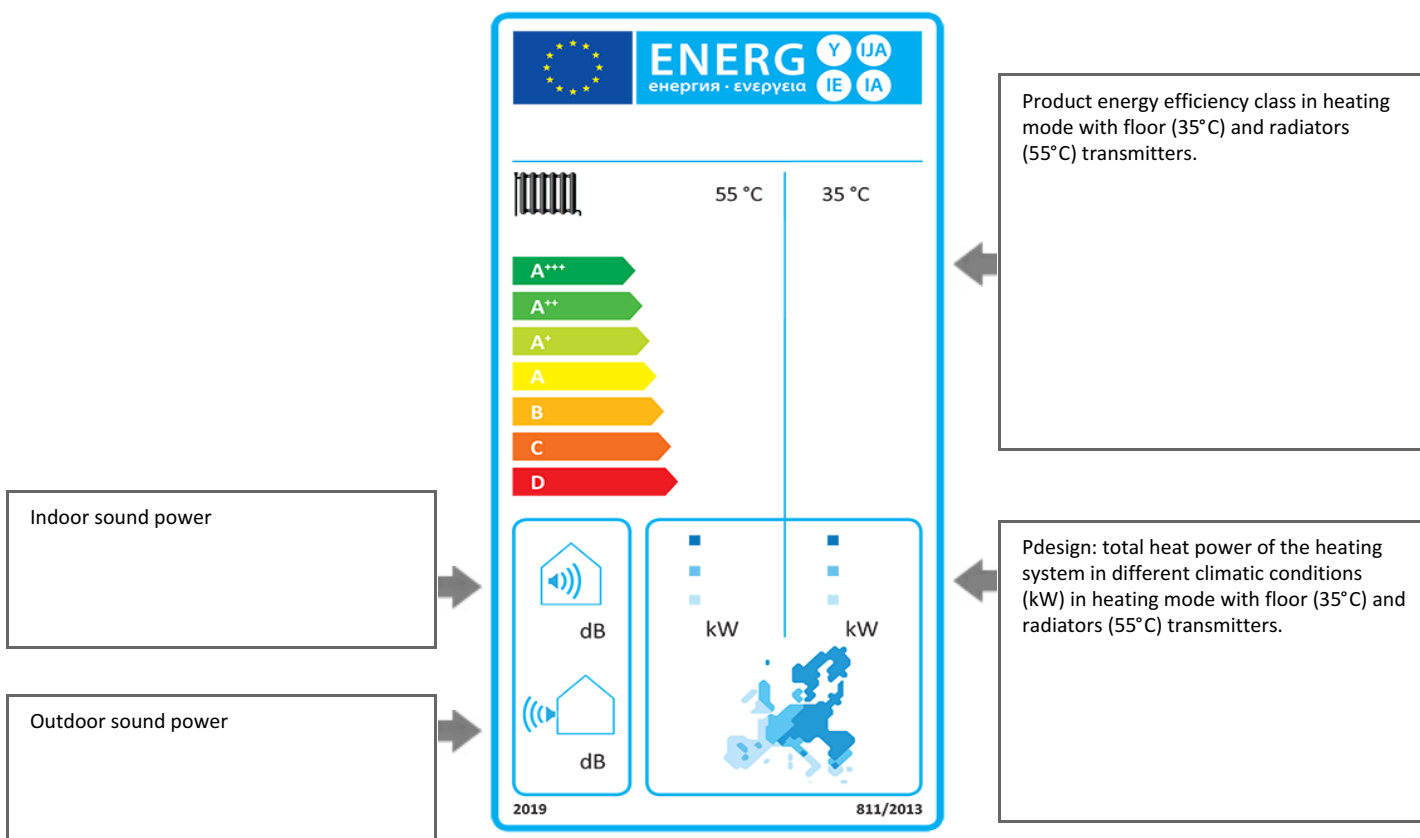 ENERG
енергия · ενεργεια
Y IJA
IE IA
Product energy efficiency class in heating
mode with floor (35°C) and radiators
(55°C) transmitters.
55 °C
35 °C
A+++
A++
A+
A
B
C
D
Indoor sound power
dB
Outdoor sound power
dB
kW
kW
Pdesign: total heat power of the heating
system in different climatic conditions
(kW) in heating mode with floor (35°C) and
radiators (55°C) transmitters.
2019
811/2013